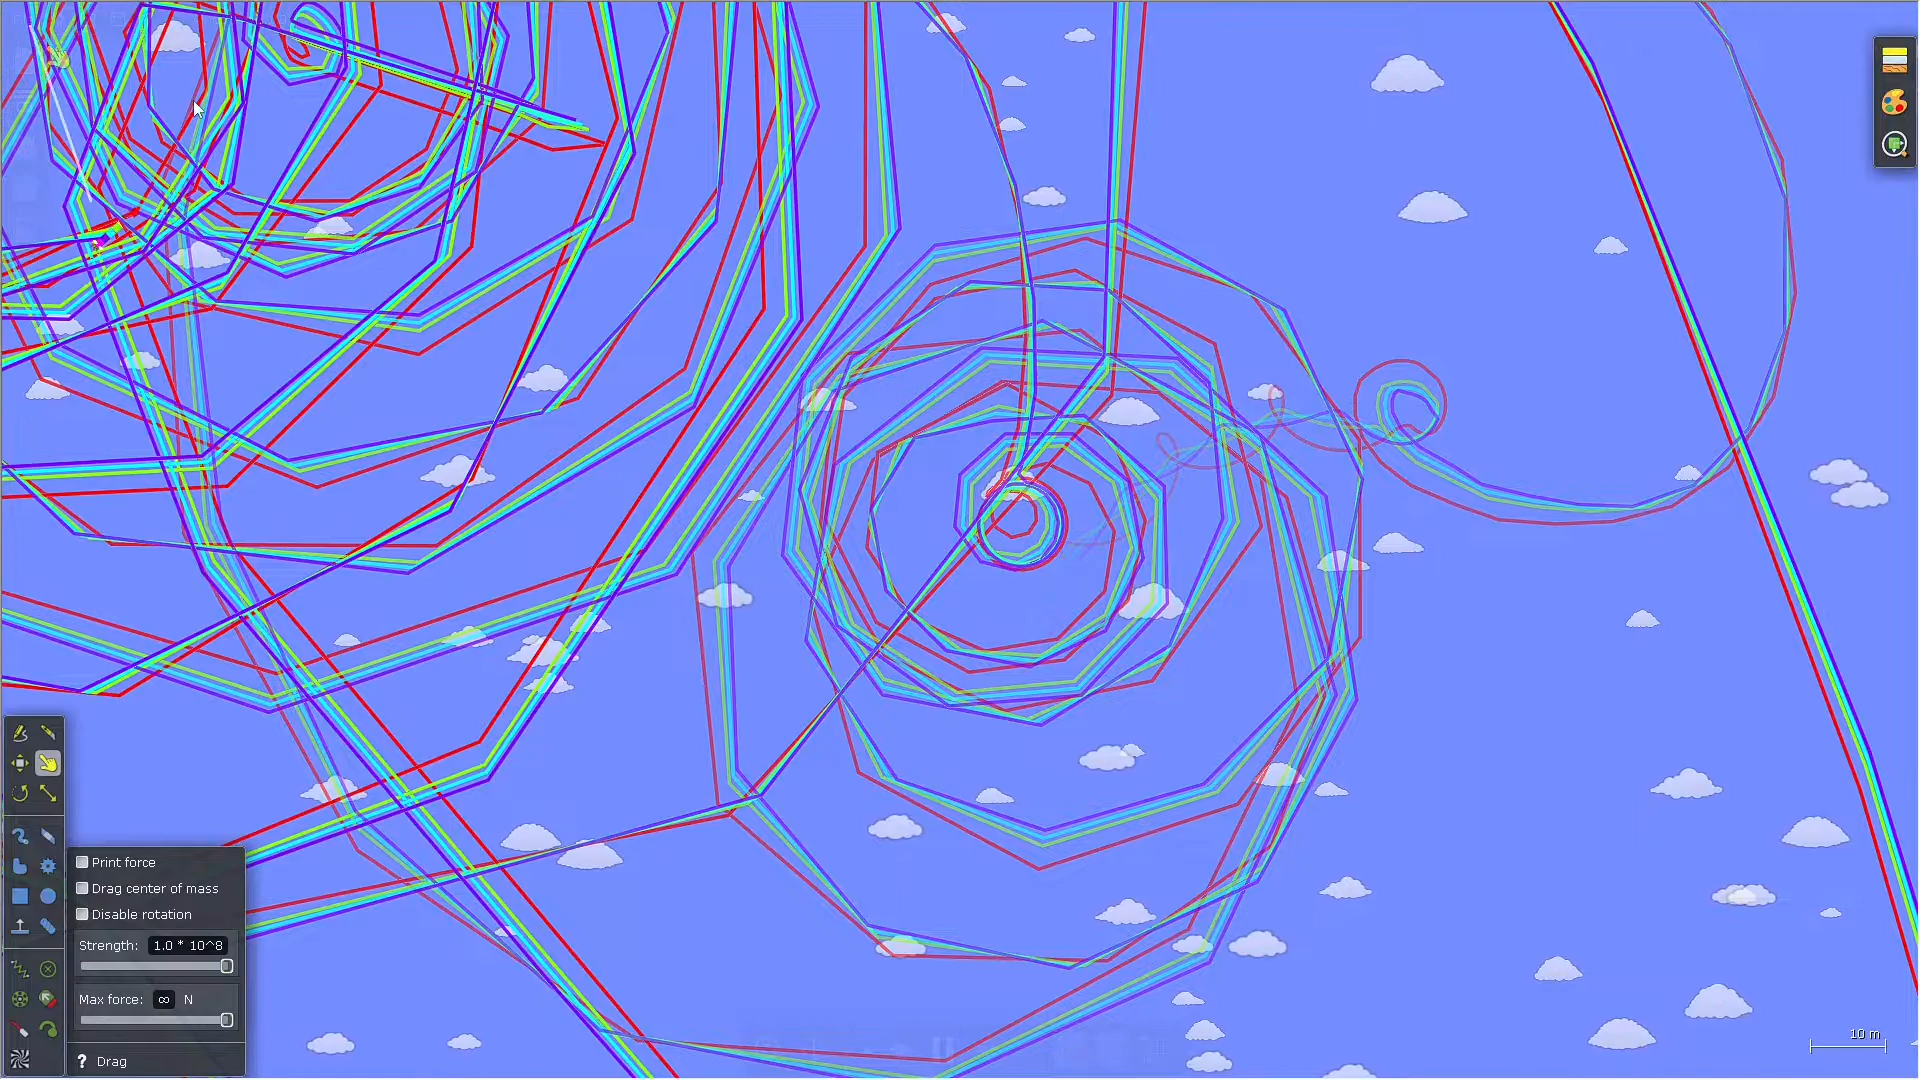 Print force
Drag center of mass
Disable rotation
Strength: 1.0 * 10^8
Max force: ∞ N
? Drag
10 m